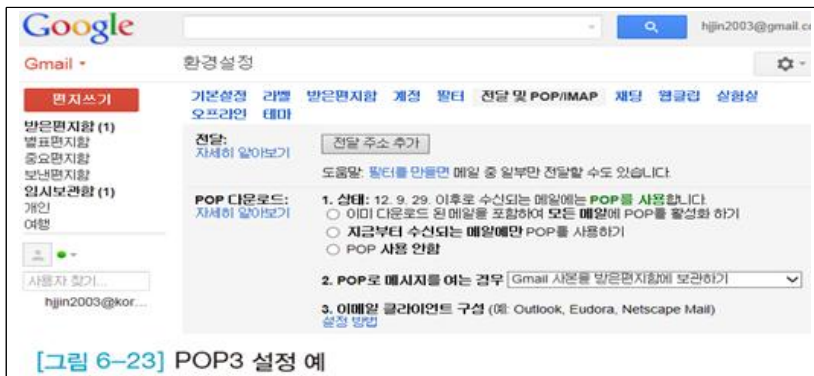 Google
hjjin2003@gmail.c
Gmail
환경설정
편지쓰기
기본설정 라벨 받은편지함 계정 필터 전달 및 POP/IMAP 채팅 웹클립 실험실
오프라인 테마
받은편지함 (1)
별표편지함
중요편지함
보낸편지함
임시보관함 (1)
개인
여행
사용자 찾기...
hjjin2003@kor...
전달:
자세히 알아보기
전달 주소 추가
도움말: 필터를 만들면 메일 중 일부만 전달할 수도 있습니다.
POP 다운로드:
자세히 알아보기
1. 상태: 12. 9. 29. 이후로 수신되는 메일에는 POP를 사용합니다.
이미 다운로드 된 메일을 포함하여 모든 메일에 POP를 활성화 하기
지금부터 수신되는 메일에만 POP를 사용하기
POP 사용 안함
2. POP로 메시지를 여는 경우 Gmail 사본을 받은편지함에 보관하기
3. 이메일 클라이언트 구성 (예: Outlook, Eudora, Netscape Mail)
설정 방법
[그림 6-23] POP3 설정 예